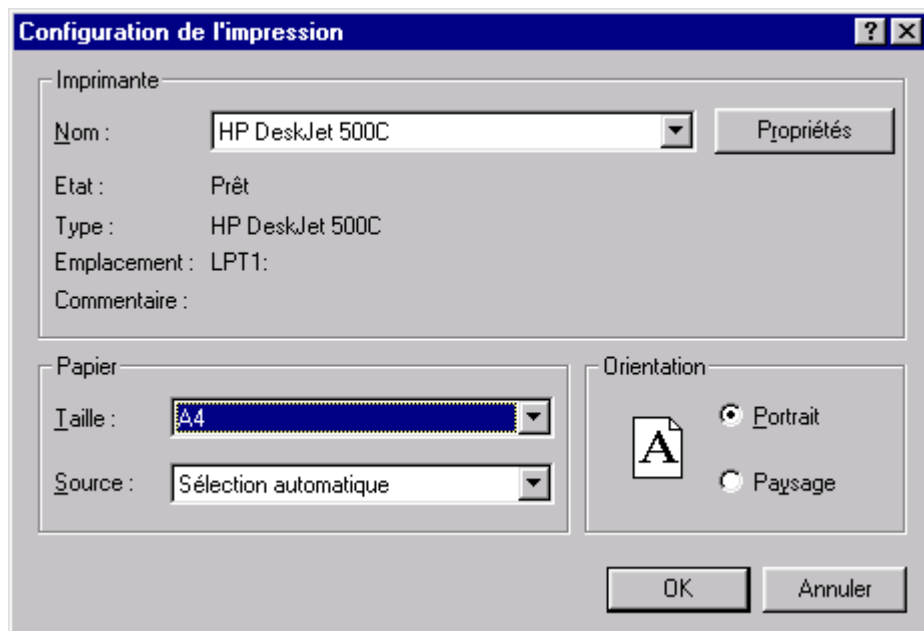 Configuration de l'impression
Imprimante
Nom : HP DeskJet 500C Propriétés
Etat : Prêt
Type : HP DeskJet 500C
Emplacement : LPT1:
Commentaire :
Papier
Taille : A4
Source : Sélection automatique
Orientation
A
Portrait
Paysage
OK Annuler